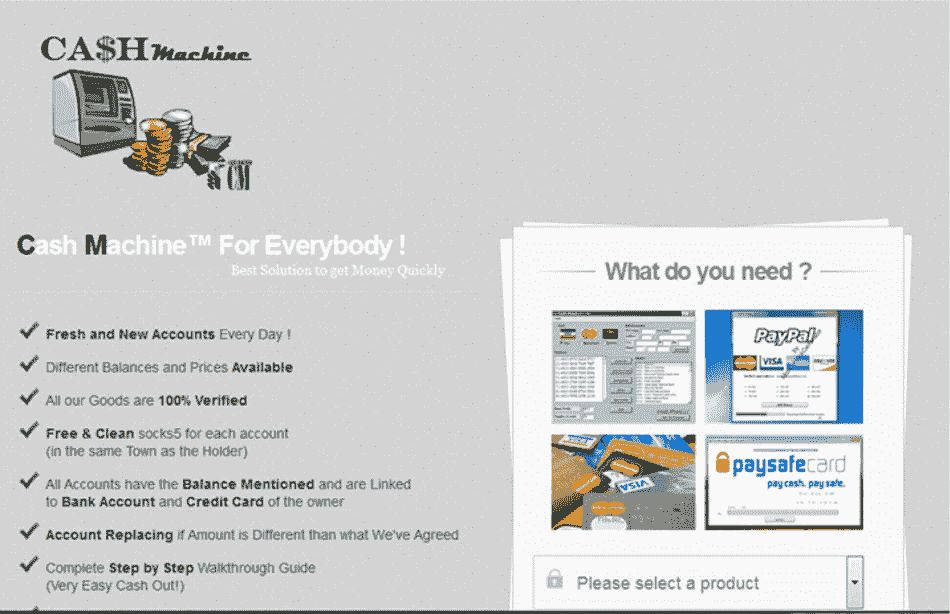 CA$H Machine
Cash Machine™ For Everybody !
Best Solution to get Money Quickly
Fresh and New Accounts Every Day !
Different Balances and Prices Available
All our Goods are 100% Verified
Free & Clean socks5 for each account
(in the same Town as the Holder)
All Accounts have the Balance Mentioned and are Linked
to Bank Account and Credit Card of the owner
Account Replacing if Amount is Different than what We've Agreed
Complete Step by Step Walkthrough Guide
(Very Easy Cash Out!)
What do you need ?
PayPal
VISA
VISA
paysafecard
pay cash. pay safe.
Please select a product